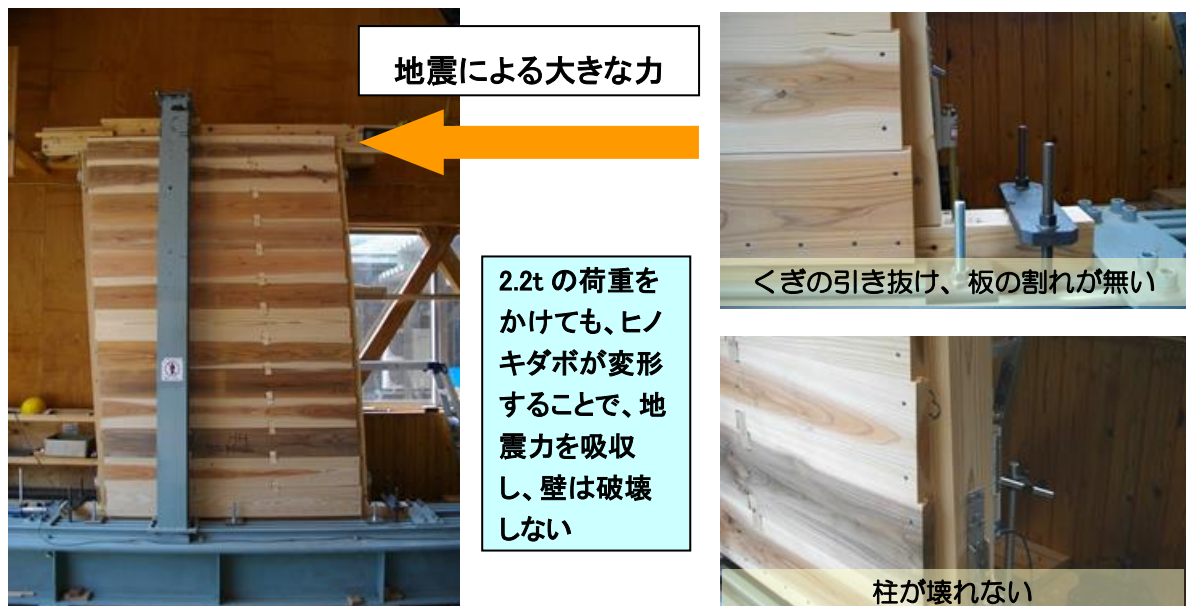 地震による大きな力
2.2t の荷重を
かけても、ヒノ
キダボが変形
することで、地
震力を吸収
し、壁は破壊
しない
くぎの引き抜け、板の割れが無い
柱が壊れない